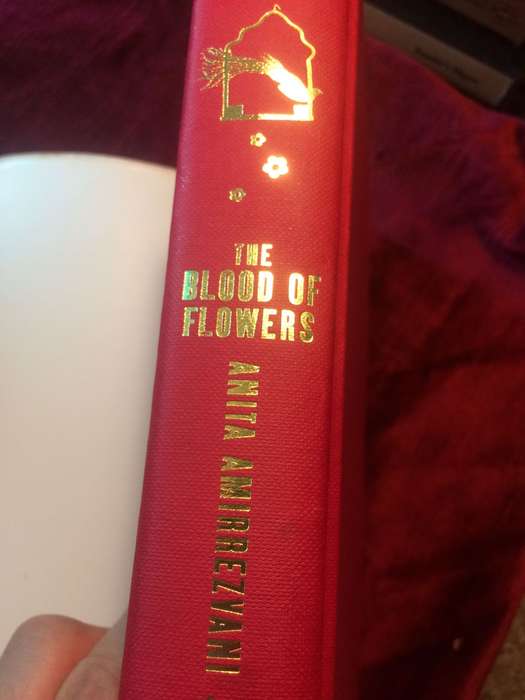 THE
BLOOD OF
FLOWERS
ANITA AMIRREZVANI